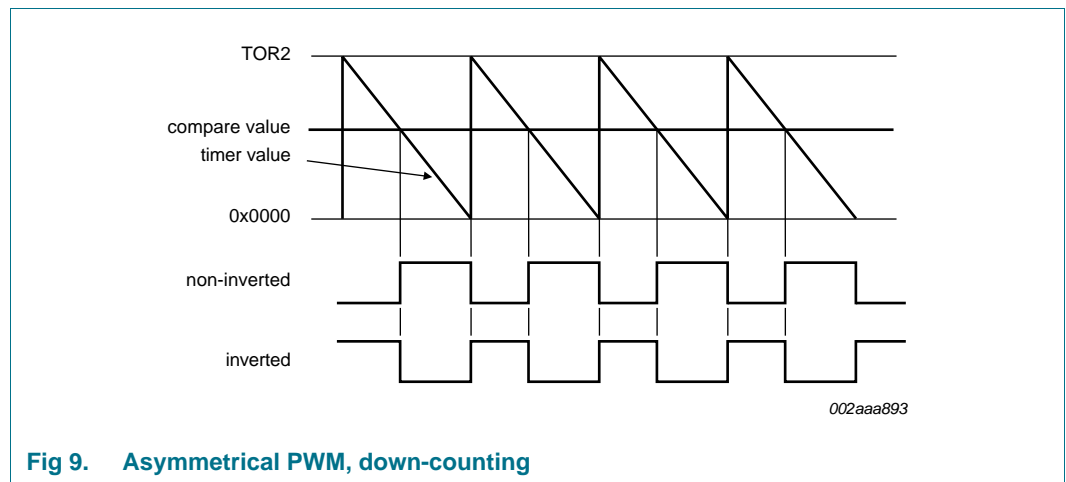 TOR2
compare value
timer value
0x0000
non-inverted
inverted
002aaa893
Fig 9. Asymmetrical PWM, down-counting